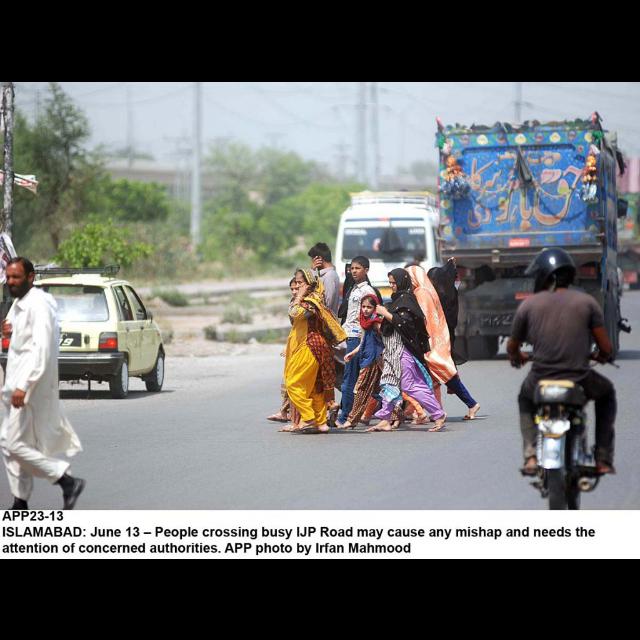 APP23-13
ISLAMABAD: June 13 – People crossing busy IJP Road may cause any mishap and needs the
attention of concerned authorities. APP photo by Irfan Mahmood